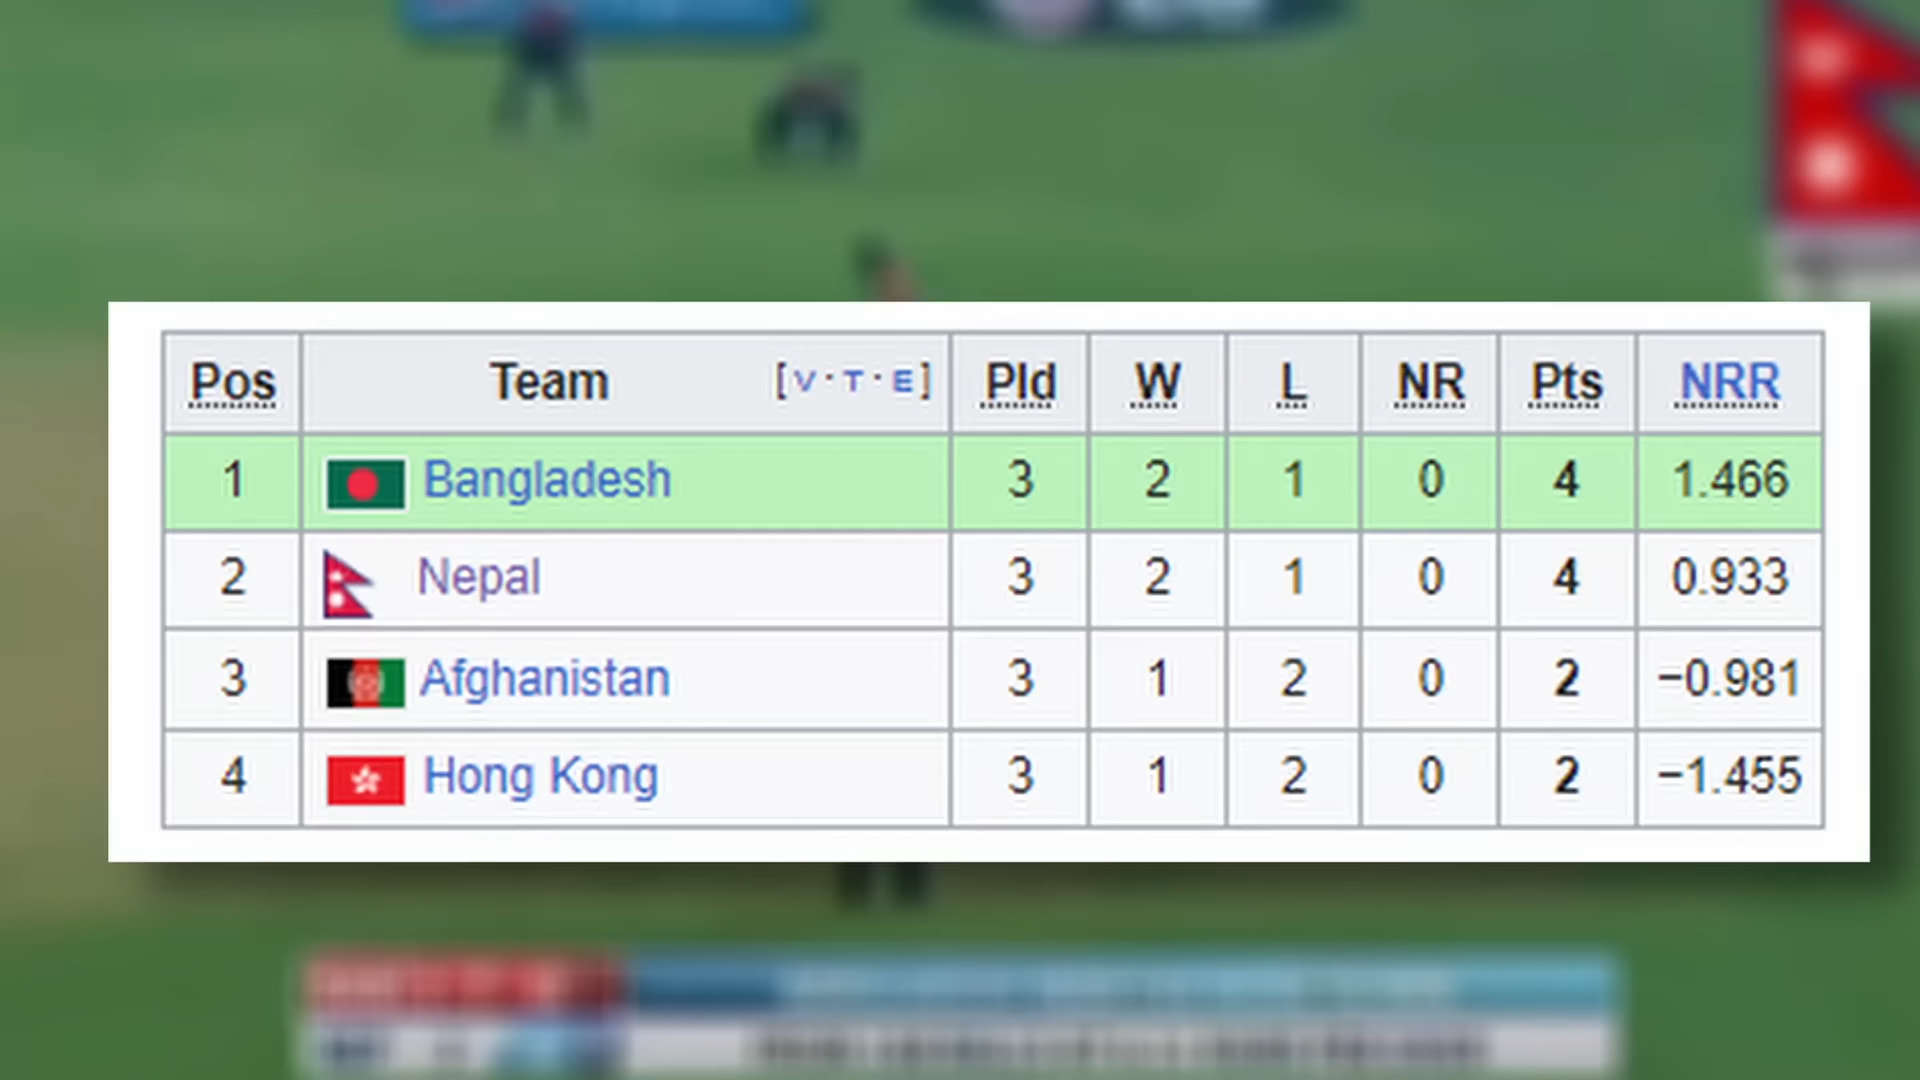 Pos Team [V·T·E] Pld W L NR Pts NRR
1 Bangladesh 3 2 1 0 4 1.466
2 Nepal 3 2 1 0 4 0.933
3 Afghanistan 3 1 2 0 2 −0.981
4 Hong Kong 3 1 2 0 2 −1.455